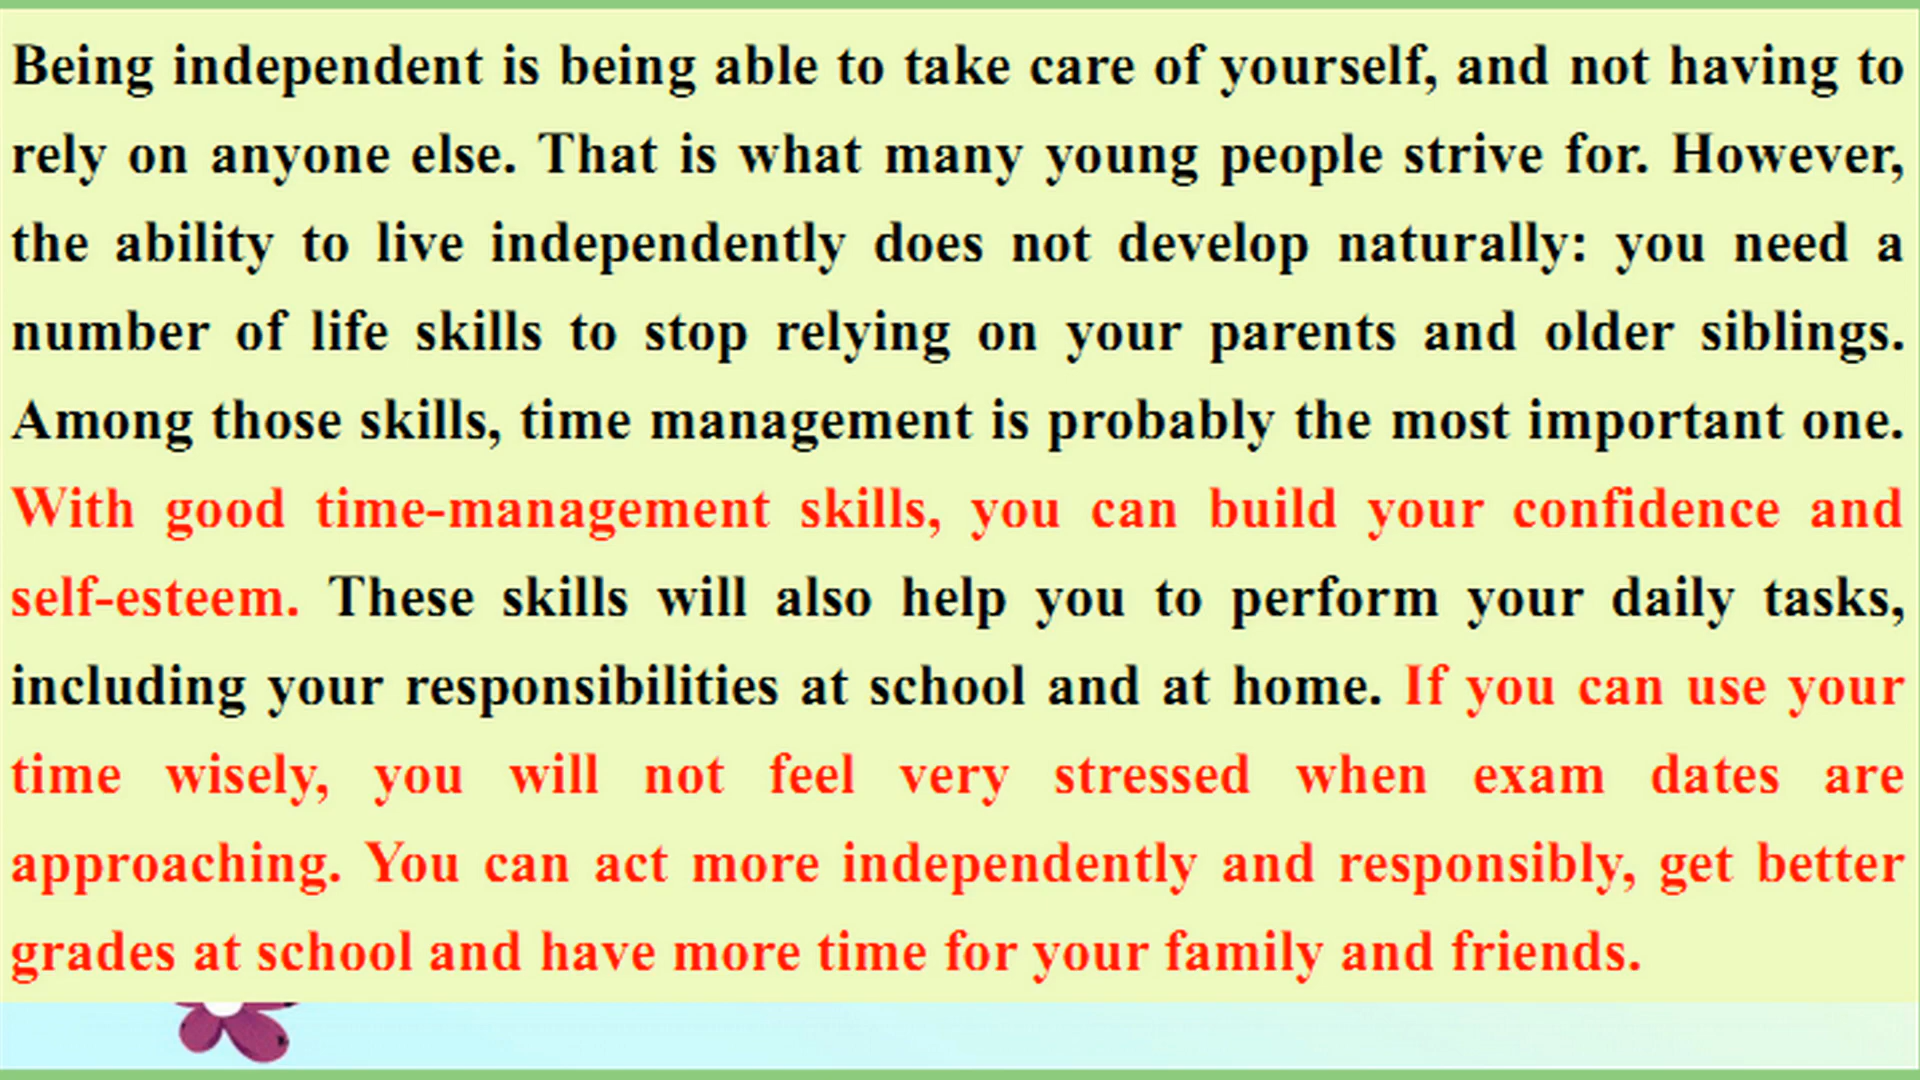 Being independent is being able to take care of yourself, and not having to
rely on anyone else. That is what many young people strive for. However,
the ability to live independently does not develop naturally: you need a
number of life skills to stop relying on your parents and older siblings.
Among those skills, time management is probably the most important one.
With good time-management skills, you can build your confidence and
self-esteem. These skills will also help you to perform your daily tasks,
including your responsibilities at school and at home. If you can use your
time wisely, you will not feel very stressed when exam dates are
approaching. You can act more independently and responsibly, get better
grades at school and have more time for your family and friends.